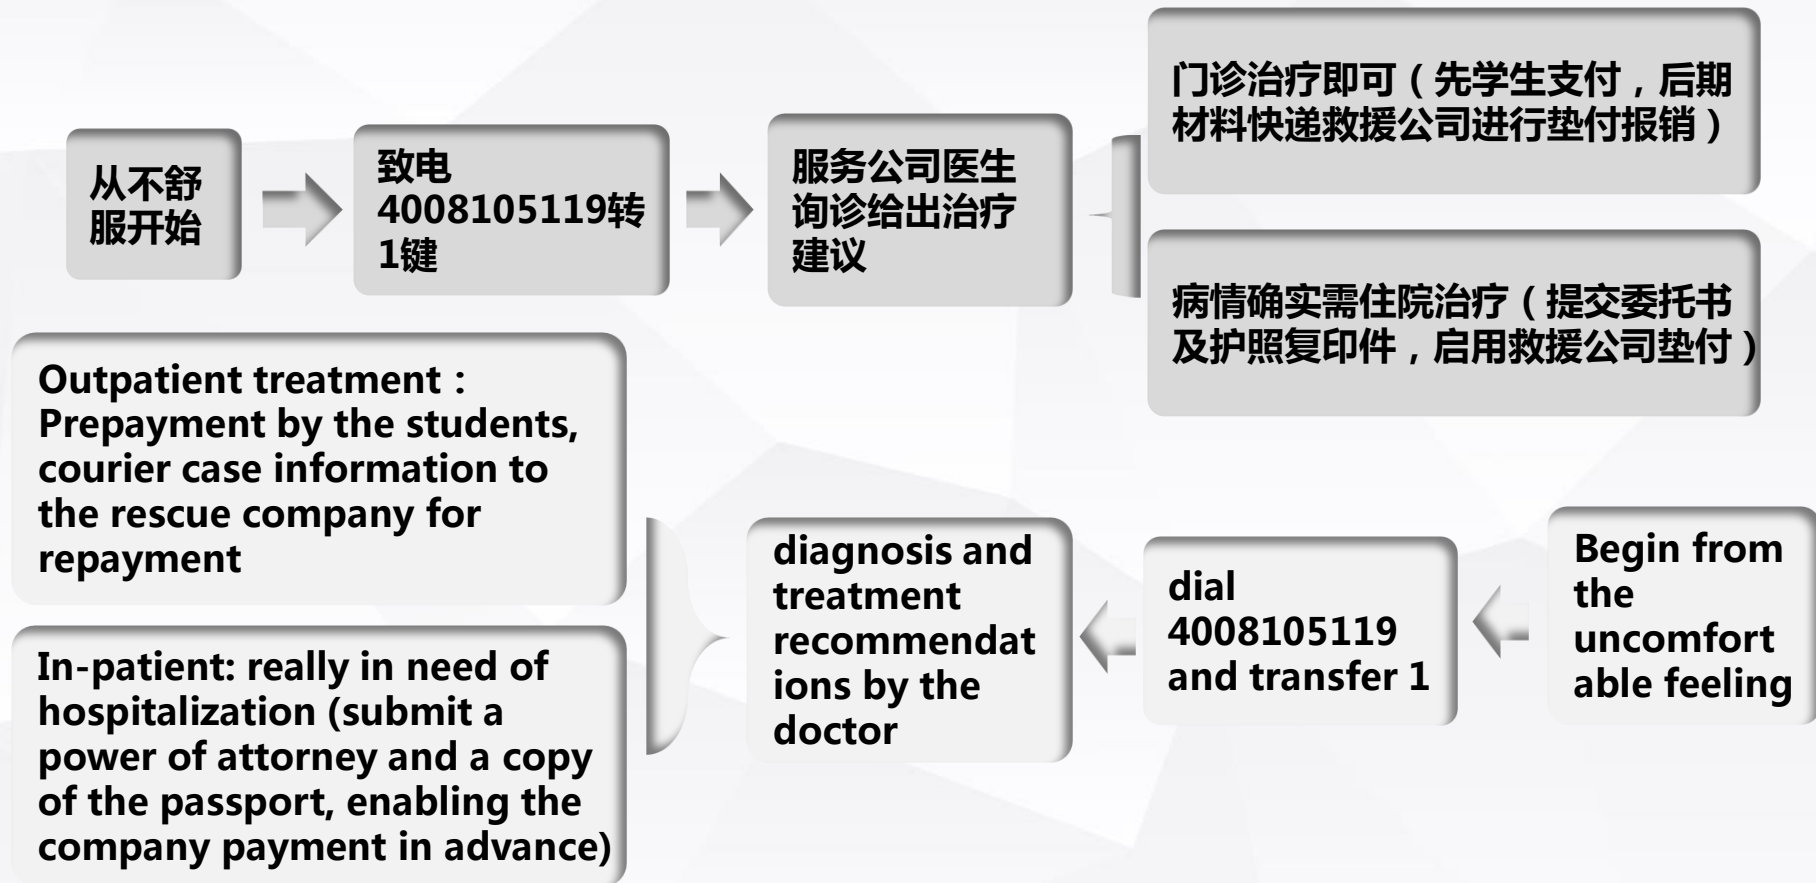 从不舒
服开始
致电
4008105119转
1键
服务公司医生
询诊给出治疗
建议
门诊治疗即可（先学生支付，后期
材料快递救援公司进行垫付报销）
病情确实需住院治疗（提交委托书
及护照复印件，启用救援公司垫付）
Outpatient treatment：
Prepayment by the students,
courier case information to
the rescue company for
repayment
In-patient: really in need of
hospitalization (submit a
power of attorney and a copy
of the passport, enabling the
company payment in advance)
diagnosis and
treatment
recommendat
ions by the
doctor
dial
4008105119
and transfer 1
Begin from
the
uncomfort
able feeling